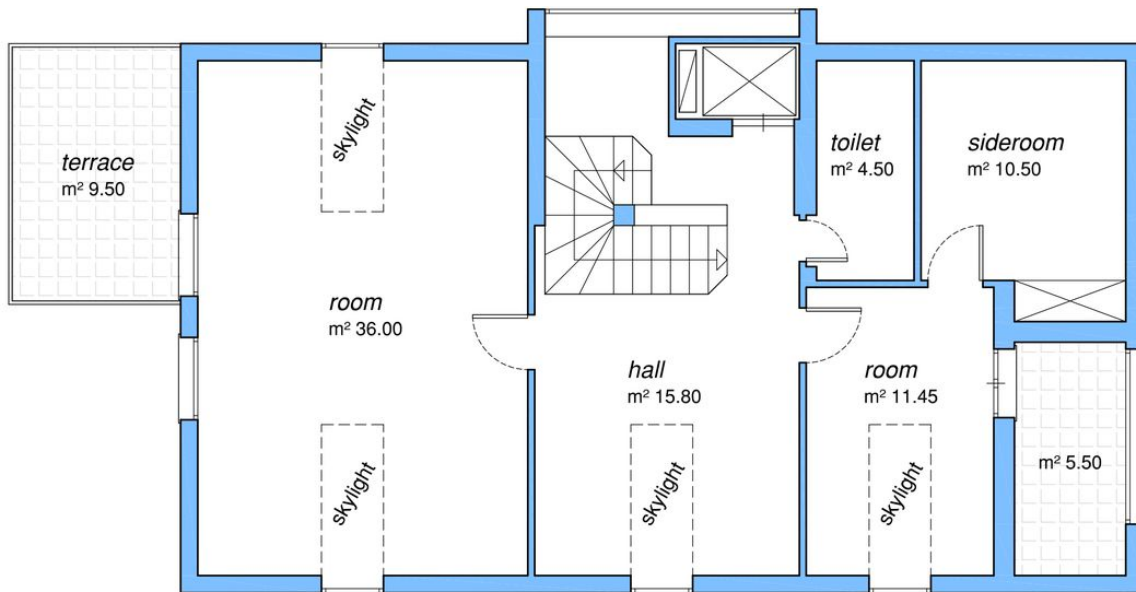 skylight
terrace
m² 9.50
toilet
m² 4.50
sideroom
m² 10.50
room
m² 36.00
hall
m² 15.80
room
m² 11.45
skylight
skylight
skylight
m² 5.50